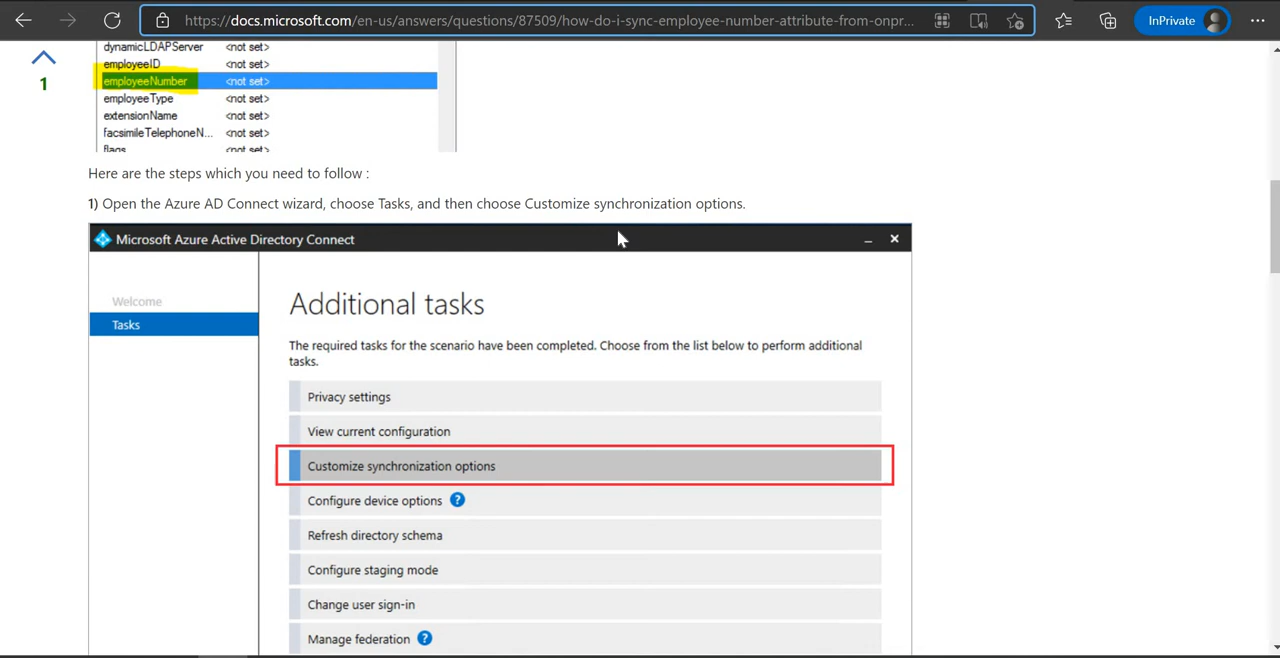 https://docs.microsoft.com/en-us/answers/questions/87509/how-do-i-sync-employee-number-attribute-from-onpr...
InPrivate
1
dynamicLDAPServer <not set>
employeeID <not set>
employeeNumber <not set>
employeeType <not set>
extensionName <not set>
facsimileTelephoneN... <not set>
flags <not set>
Here are the steps which you need to follow :
1) Open the Azure AD Connect wizard, choose Tasks, and then choose Customize synchronization options.
Microsoft Azure Active Directory Connect
Welcome
Tasks
Additional tasks
The required tasks for the scenario have been completed. Choose from the list below to perform additional
tasks.
Privacy settings
View current configuration
Customize synchronization options
Configure device options ?
Refresh directory schema
Configure staging mode
Change user sign-in
Manage federation ?